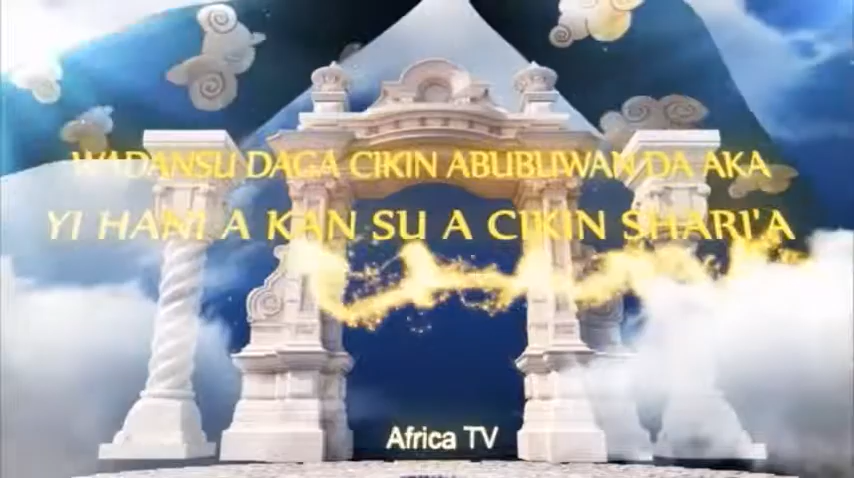 WADANSU DAGA CIKIN ABUBUWAN DA AKA
YI HANI A KAN SU A CIKIN SHARI'A
Africa TV